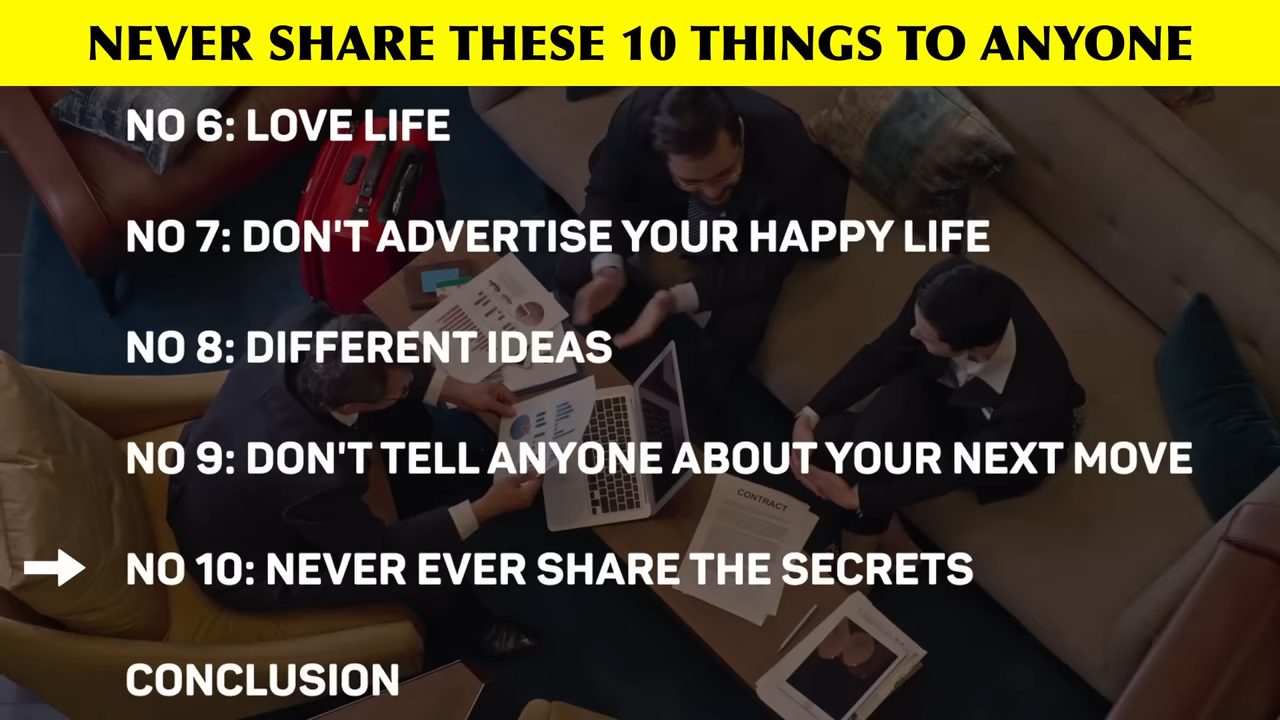 NEVER SHARE THESE 10 THINGS TO ANYONE
NO 6: LOVE LIFE
NO 7: DON'T ADVERTISE YOUR HAPPY LIFE
NO 8: DIFFERENT IDEAS
NO 9: DON'T TELL ANYONE ABOUT YOUR NEXT MOVE
CONTRACT
NO 10: NEVER EVER SHARE THE SECRETS
CONCLUSION